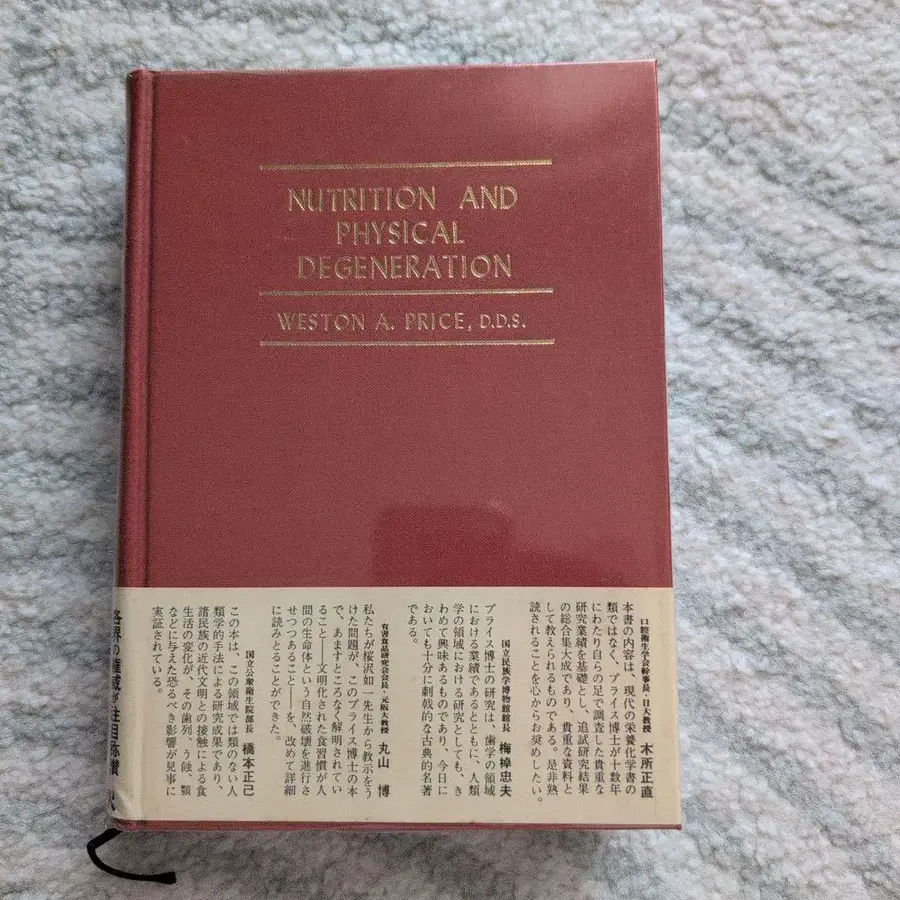 NUTRITION AND
PHYSICAL
DEGENERATION
WESTON A. PRICE, D.D.S.
口腔衛生学会幹事長・日大教授 木所正直
本書の内容は、現代の栄養化学書の
類ではなく、プライス博士が十数年
にわたり自らの足で調査した貴重な
研究業績を基礎とし、追試研究結果
の総合集大成であり、貴重な資料と
して教えられるものである。是非熟
読されることを心からお奨めしたい。
国立民族学博物館館長 梅棹忠夫
プライス博士の研究は、歯学の領域
における業績であるとともに、人類
学の領域における研究としても、き
わめて興味あるものであり、今日に
おいても十分に刺戟的な古典的名著
である。
有害食品研究会会長・元阪大教授 丸山 博
私たちが桜沢如一先生から教示をう
けた問題が、このプライス博士の本
で、あますところなく解明されてい
ること―文明化された食習慣が人
間の生命体という自然破壊を進行さ
せつつあること――を、改めて詳細
に読みとることができた。
国立公衆衛生院部長 橋本正己
この本は、この領域では類のない人
類学的手法による研究成果であり、
諸民族の近代文明との接触による食
生活の変化が、その歯列、う蝕、顎
などに与えた恐るべき影響が見事に
実証されている。
各界の権威が注目称讃